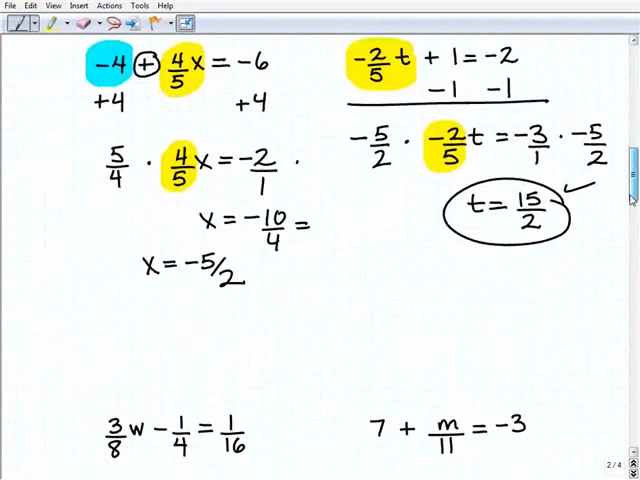 File Edit View Insert Actions Tools Help
-4 + 4/5 x = -6
+4 +4
5/4 · 4/5 x = -2/1 ·
x = -10/4 =
x = -5/2
-2/5 t + 1 = -2
-1 -1
-5/2 · -2/5 t = -3/1 · -5/2
t = 15/2
3/8 w - 1/4 = 1/16
7 + m/11 = -3
2/4